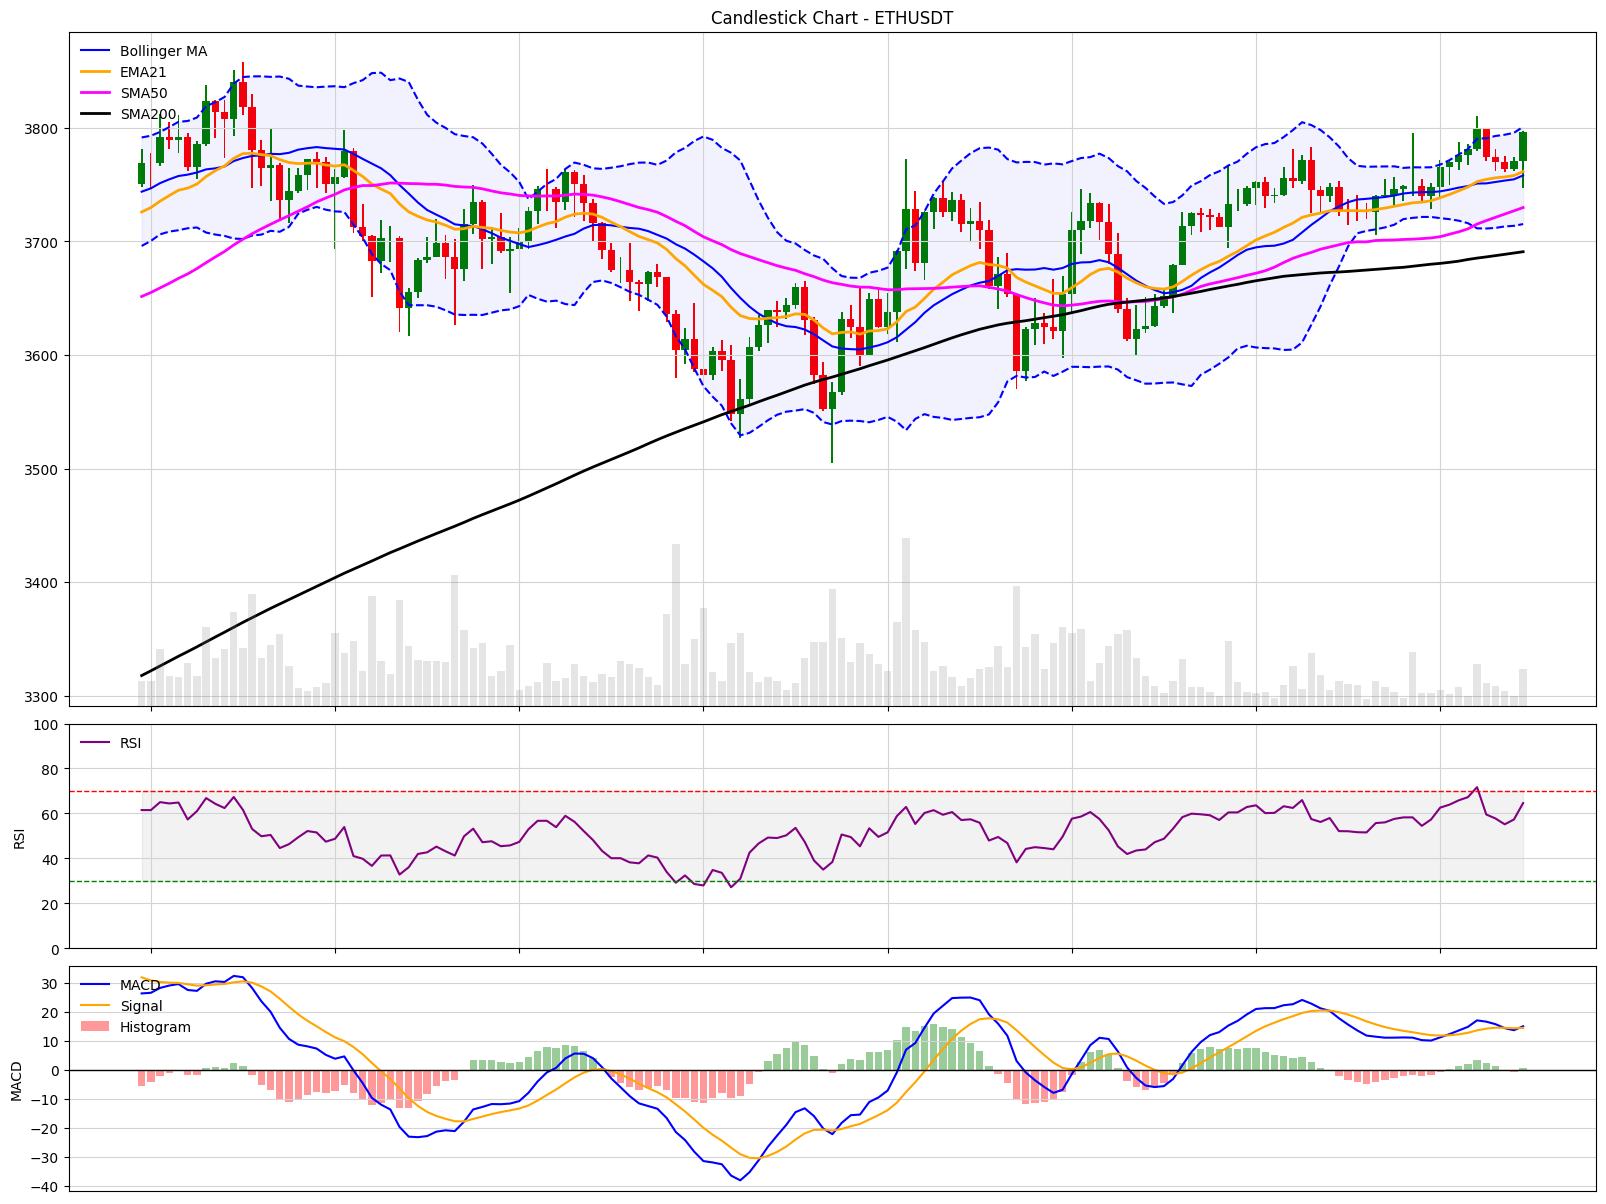 Candlestick Chart - ETHUSDT
Bollinger MA
EMA21
SMA50
SMA200
3800
3700
3600
3500
3400
3300
RSI
100
80
60
40
20
0
RSI
MACD
Signal
Histogram
30
20
10
0
−10
−20
−30
−40
MACD